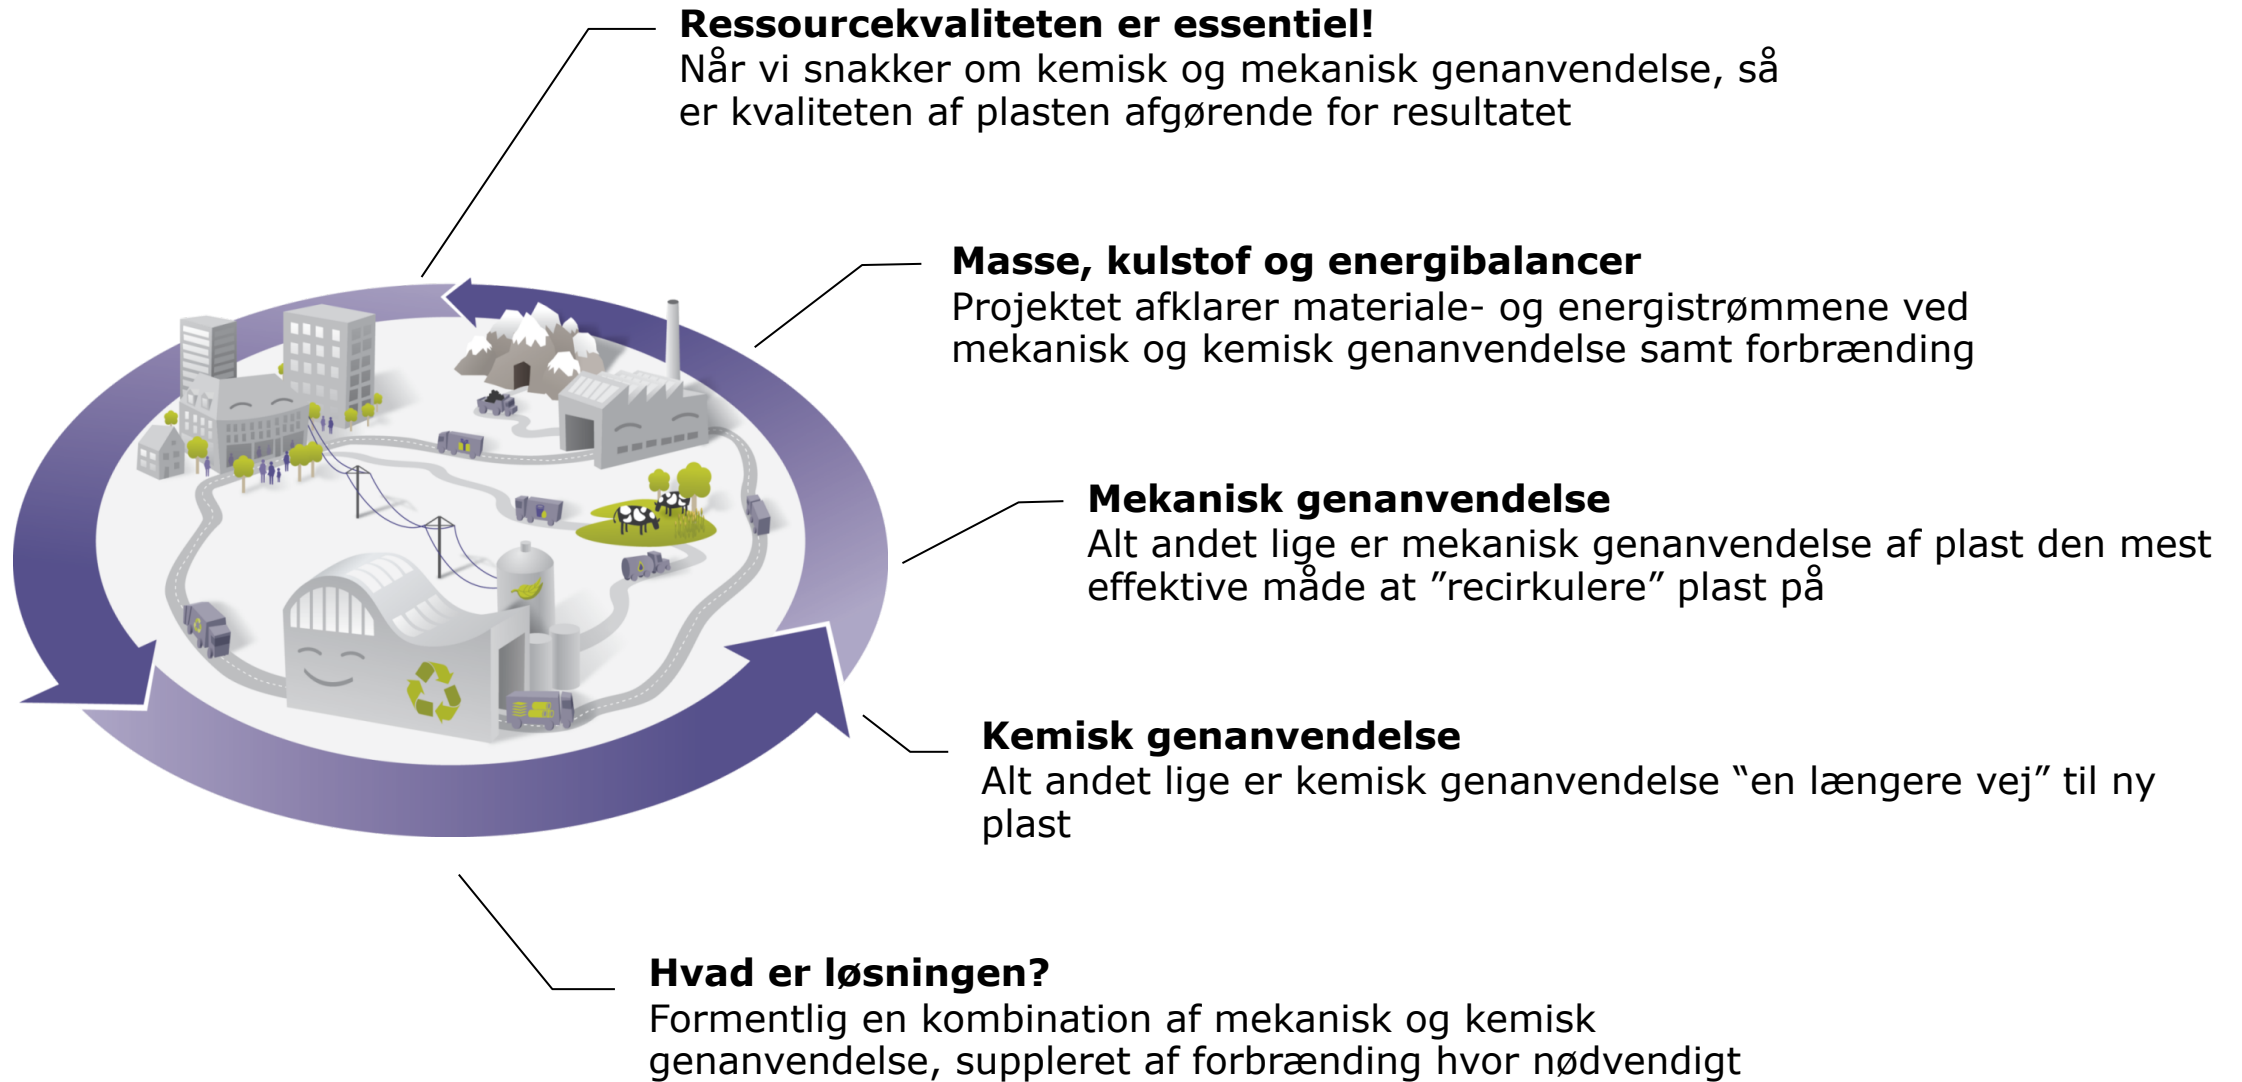 Ressourcekvaliteten er essentiel!
Når vi snakker om kemisk og mekanisk genanvendelse, så
er kvaliteten af plasten afgørende for resultatet
Masse, kulstof og energibalancer
Projektet afklarer materiale- og energistrømmene ved
mekanisk og kemisk genanvendelse samt forbrænding
Mekanisk genanvendelse
Alt andet lige er mekanisk genanvendelse af plast den mest
effektive måde at ”recirkulere” plast på
Kemisk genanvendelse
Alt andet lige er kemisk genanvendelse “en længere vej” til ny
plast
Hvad er løsningen?
Formentlig en kombination af mekanisk og kemisk
genanvendelse, suppleret af forbrænding hvor nødvendigt